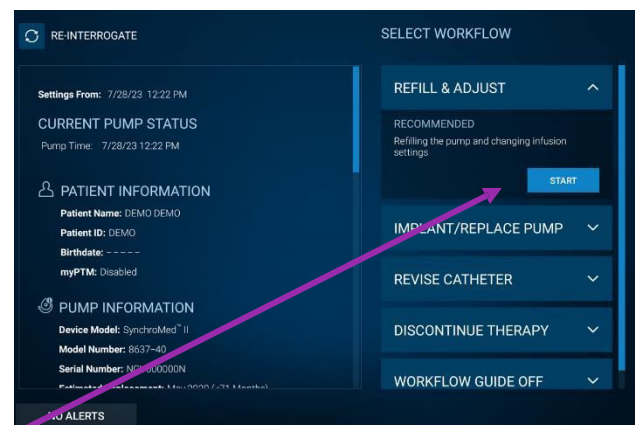 RE-INTERROGATE
Settings From: 7/28/23 12:22 PM
CURRENT PUMP STATUS
Pump Time: 7/28/23 12:22 PM
PATIENT INFORMATION
Patient Name: DEMO DEMO
Patient ID: DEMO
Birthdate: – – – – –
myPTM: Disabled
PUMP INFORMATION
Device Model: SynchroMed™ II
Model Number: 8637-40
Serial Number:
NO ALERTS
SELECT WORKFLOW
REFILL & ADJUST
RECOMMENDED
Refilling the pump and changing infusion
settings
START
IMPLANT/REPLACE PUMP
REVISE CATHETER
DISCONTINUE THERAPY
WORKFLOW GUIDE OFF